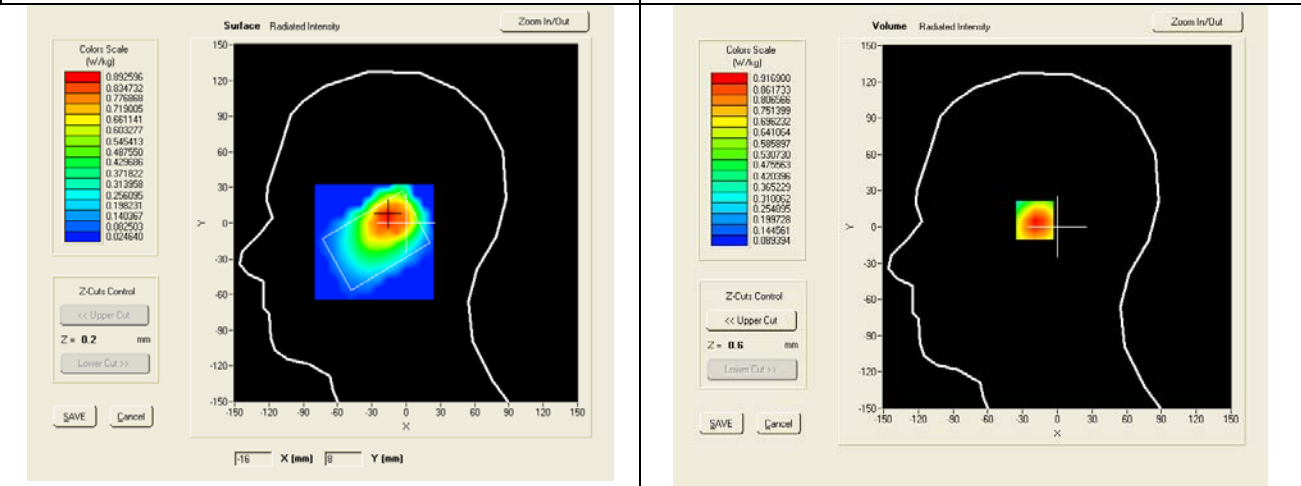 Surface Radiated Intensity
Zoom In/Out
Colors Scale
(W/kg)
0.892596
0.834732
0.776868
0.719005
0.661141
0.603277
0.545413
0.487550
0.429686
0.371822
0.313958
0.256095
0.198231
0.140367
0.082503
0.024640
Z-Cuts Control
<< Upper Cut
Z = 0.2 mm
Lower Cut >>
SAVE
Cancel
150
120
90
60
30
0
-30
-60
-90
-120
-150
Y
-150 -120 -90 -60 -30 0 30 60 90 120 150
X
-16 X (mm) 8 Y (mm)
Volume Radiated Intensity
Zoom In/Out
Colors Scale
(W/kg)
0.916900
0.861733
0.806566
0.751399
0.696232
0.641064
0.585897
0.530730
0.475563
0.420396
0.365229
0.310062
0.254895
0.199728
0.144561
0.089394
Z-Cuts Control
<< Upper Cut
Z = 0.6 mm
Lower Cut >>
SAVE
Cancel
150
120
90
60
30
0
-30
-60
-90
-120
-150
Y
-150 -120 -90 -60 -30 0 30 60 90 120 150
X